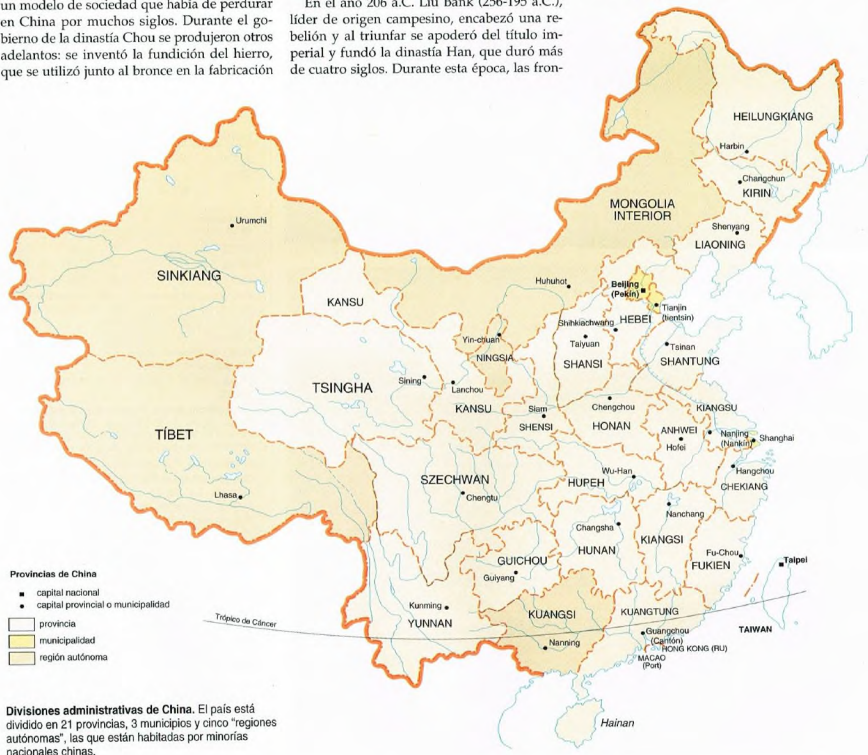 un modelo de sociedad que había de perdurar
en China por muchos siglos. Durante el go-
bierno de la dinastía Chou se produjeron otros
adelantos: se inventó la fundición del hierro,
que se utilizó junto al bronce en la fabricación
En el año 206 a.C. Liu Bank (256-195 a.C.),
líder de origen campesino, encabezó una re-
belión y al triunfar se apoderó del título im-
perial y fundó la dinastía Han, que duró más
de cuatro siglos. Durante esta época, las fron-
HEILUNGKIANG
Harbin
Changchun
KIRIN
MONGOLIA
INTERIOR
Shenyang
LIAONING
Urumchi
SINKIANG
KANSU
Huhuhot
Beijing
(Pekín)
Tianjin
(tientsin)
Shihkiachwang
HEBEI
Yin-chuan
Taiyuan
Tsinan
NINGSIA
SHANSI
SHANTUNG
TSINGHA
Sining
Lanchou
KANSU
Siam
SHENSI
Chengchou
HONAN
KIANGSU
ANHWEI
Hofei
Nanjing
(Nankín)
Shanghai
TÍBET
Lhasa
SZECHWAN
Chengtu
Wu-Han
HUPEH
Hangchou
CHEKIANG
Nanchang
Changsha
HUNAN
KIANGSI
GUICHOU
Guiyang
Fu-Chou
FUKIEN
Taipei
Kunming
YUNNAN
KUANGSI
KUANGTUNG
Nanning
Guangchou
(Cantón)
HONG KONG (RU)
MACAO
(Port)
TAIWAN
Trópico de Cáncer
Hainan
Provincias de China
capital nacional
capital provincial o municipalidad
provincia
municipalidad
región autónoma
Divisiones administrativas de China. El país está
dividido en 21 provincias, 3 municipios y cinco "regiones
autónomas", las que están habitadas por minorías
nacionales chinas.